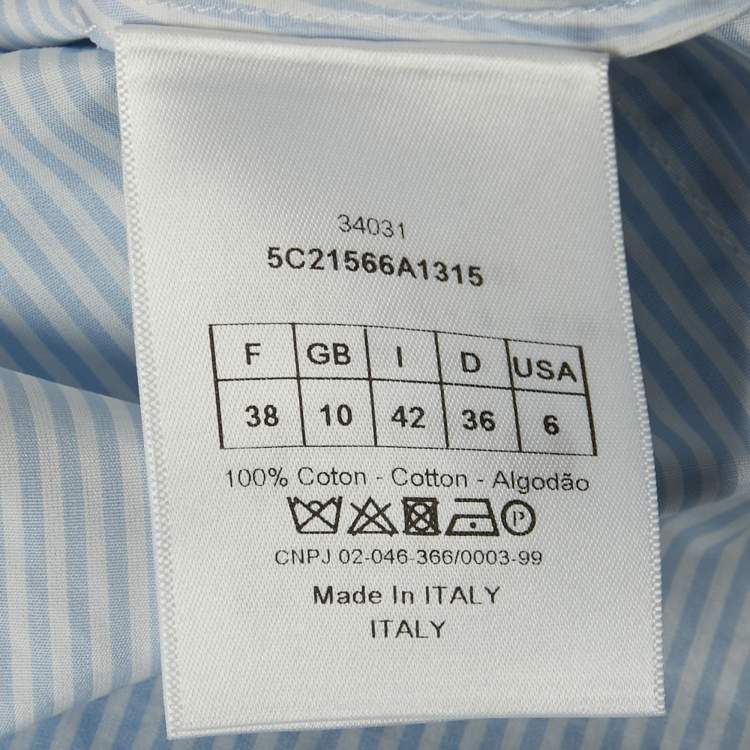 34031
5C21566A1315
F GB I D USA
38 10 42 36 6
100% Coton - Cotton - Algodão
P
CNPJ 02-046-366/0003-99
Made In ITALY
ITALY